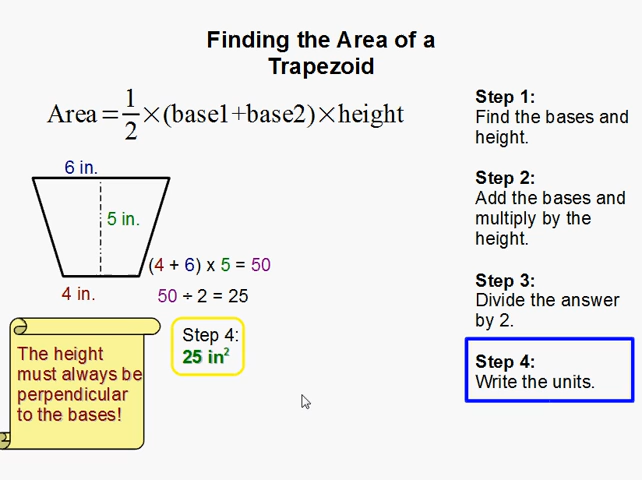 Finding the Area of a
Trapezoid
Area = 1/2 × (base1+base2) × height
6 in.
5 in.
4 in.
(4 + 6) x 5 = 50
50 ÷ 2 = 25
Step 4:
25 in²
The height
must always be
perpendicular
to the bases!
Step 1:
Find the bases and
height.
Step 2:
Add the bases and
multiply by the
height.
Step 3:
Divide the answer
by 2.
Step 4:
Write the units.